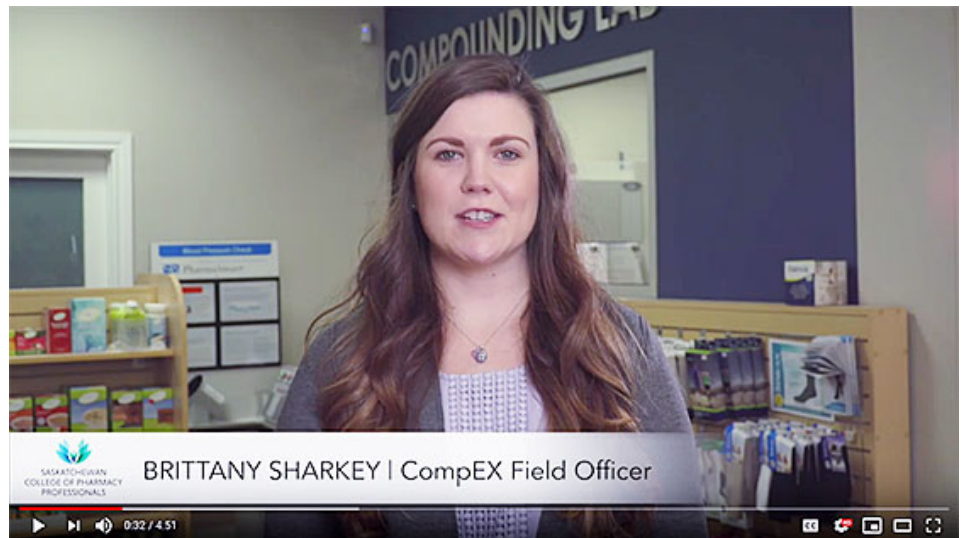 COMPOUNDING LAB
Blood Pressure Check
SASKATCHEWAN
COLLEGE OF PHARMACY
PROFESSIONALS
BRITTANY SHARKEY | CompEX Field Officer
0:32 / 4:51
CC